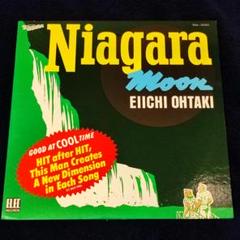 Niagara
Moon
EIICHI OHTAKI
GOOD AT COOL TIME
HIT after HIT,
This Man Creates
A New Dimension
in Each Song
ELEC